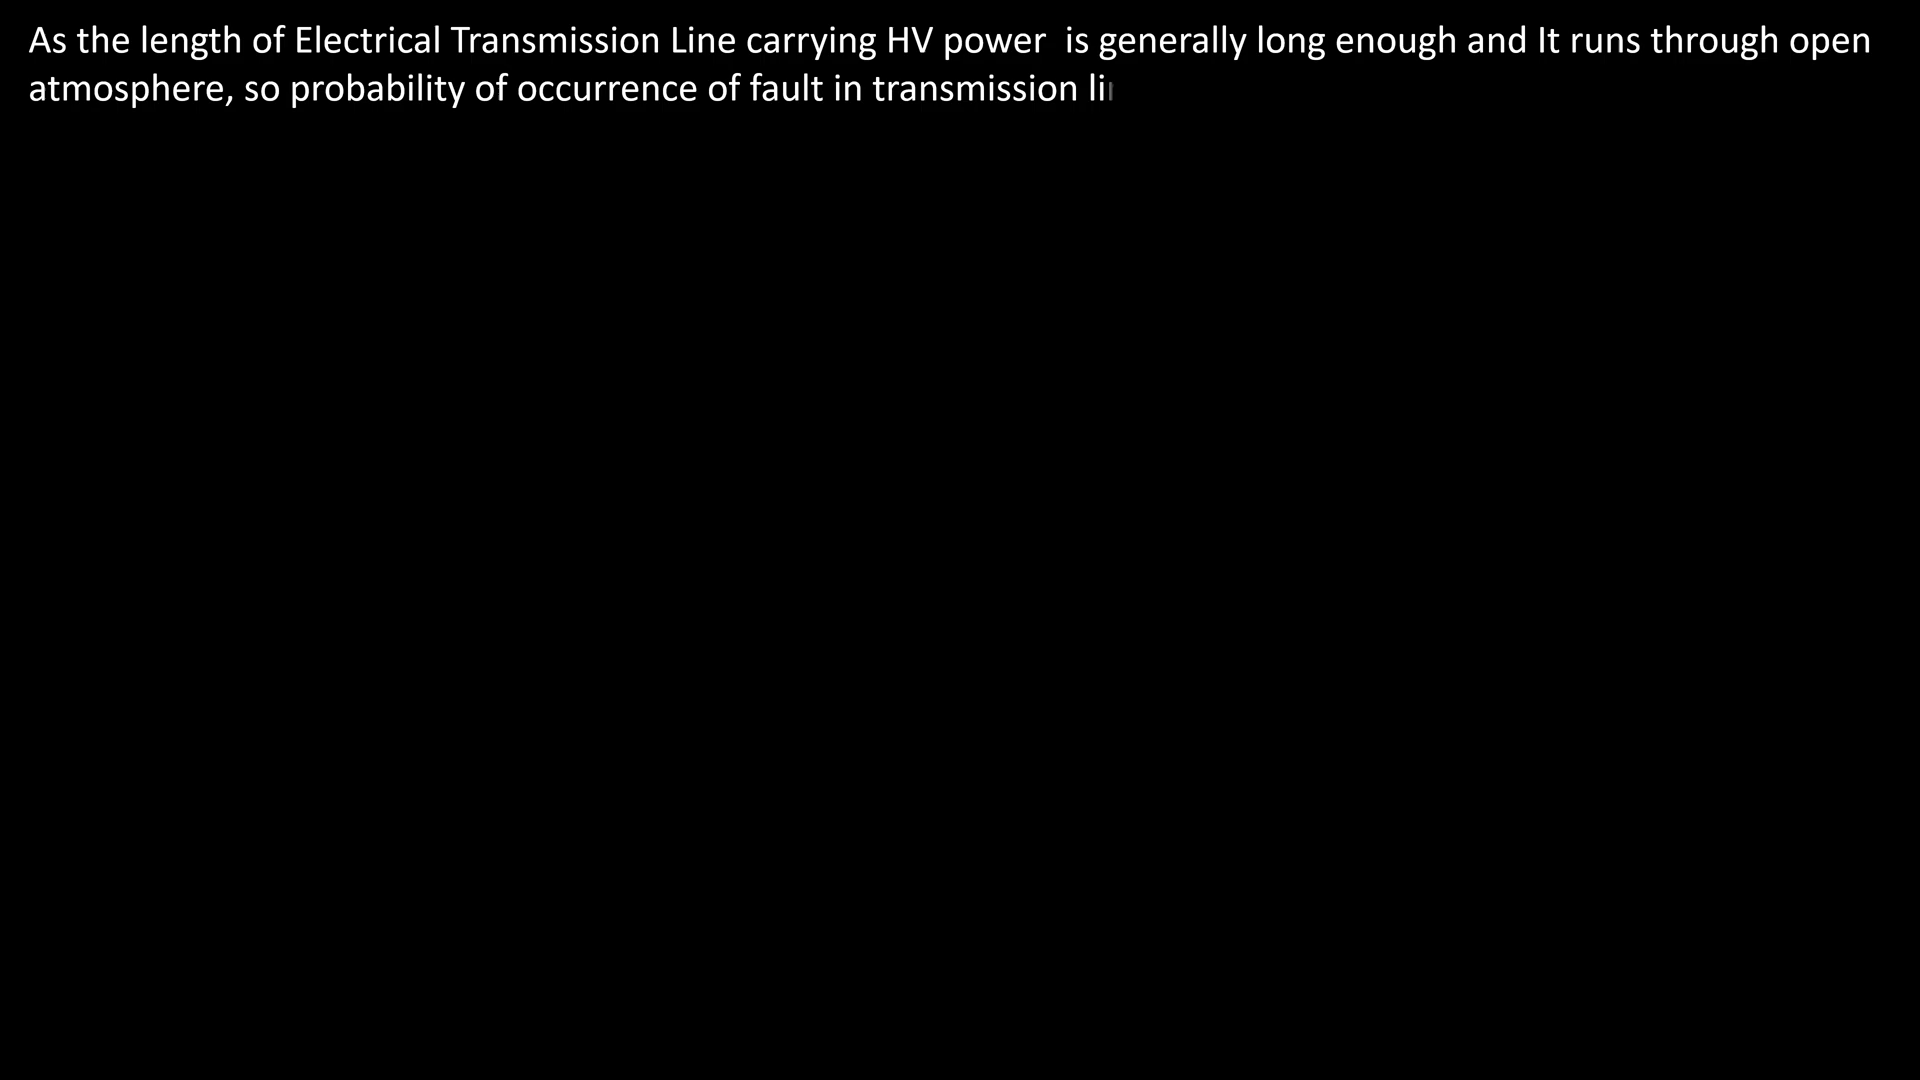 As the length of Electrical Transmission Line carrying HV power  is generally long enough and It runs through open
atmosphere, so probability of occurrence of fault in transmission li